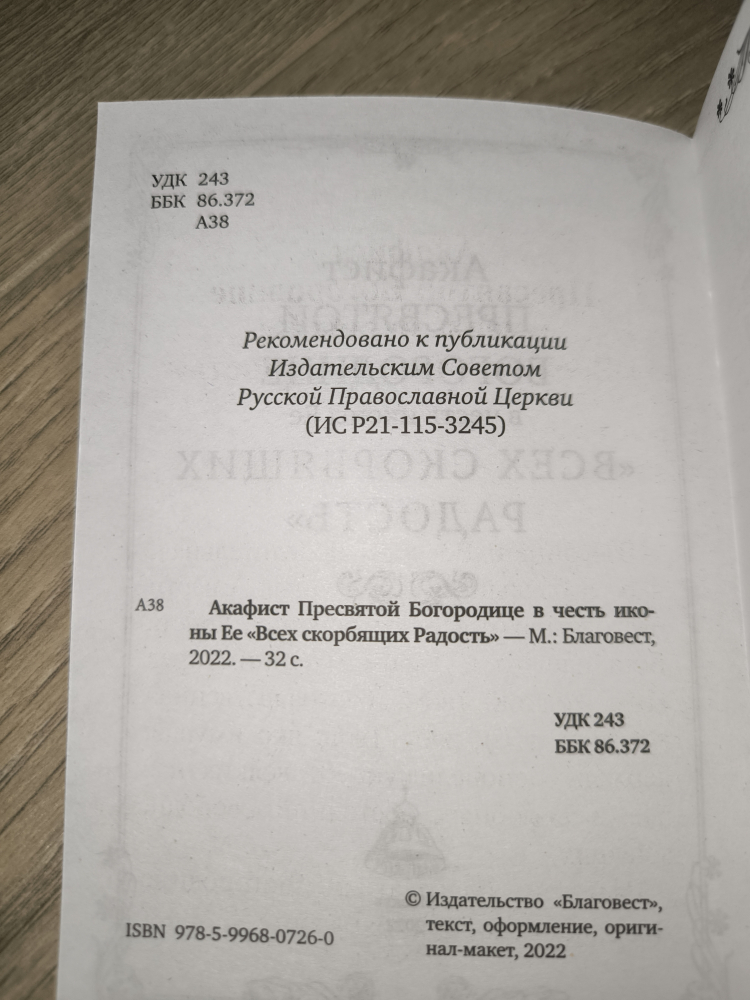 УДК 243
ББК 86.372
А38
Рекомендовано к публикации
Издательским Советом
Русской Православной Церкви
(ИС Р21-115-3245)
А38 Акафист Пресвятой Богородице в честь ико-
ны Ее «Всех скорбящих Радость» — М.: Благовест,
2022. — 32 с.
УДК 243
ББК 86.372
© Издательство «Благовест»,
текст, оформление, ориги-
нал-макет, 2022
ISBN 978-5-9968-0726-0